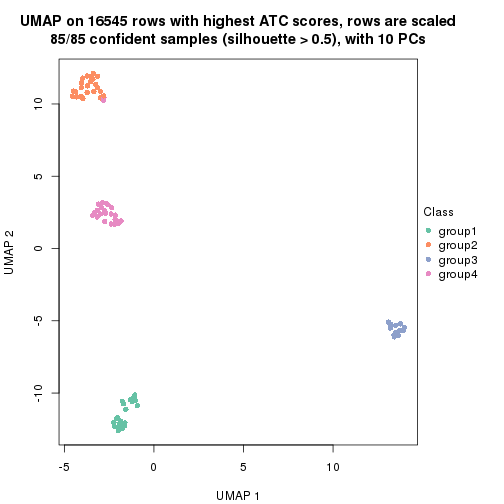 UMAP on 16545 rows with highest ATC scores, rows are scaled
85/85 confident samples (silhouette > 0.5), with 10 PCs
10
5
0
-5
-10
UMAP 2
-5
0
5
10
UMAP 1
Class
group1
group2
group3
group4